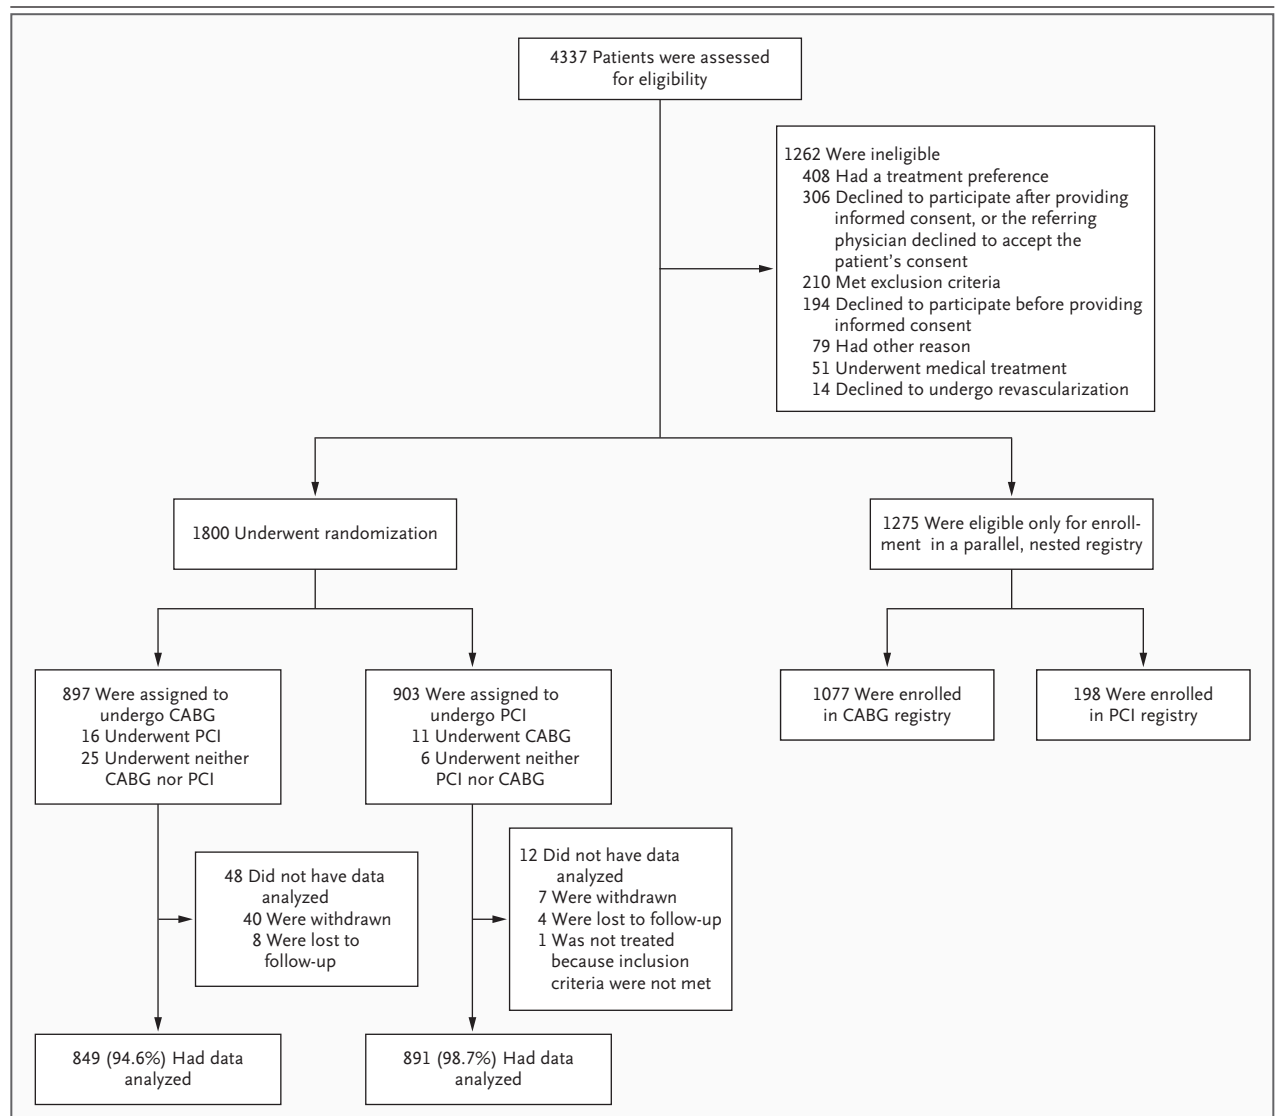 4337 Patients were assessed
for eligibility
1262 Were ineligible
408 Had a treatment preference
306 Declined to participate after providing
informed consent, or the referring
physician declined to accept the
patient's consent
210 Met exclusion criteria
194 Declined to participate before providing
informed consent
79 Had other reason
51 Underwent medical treatment
14 Declined to undergo revascularization
1800 Underwent randomization
1275 Were eligible only for enroll-
ment in a parallel, nested registry
897 Were assigned to
undergo CABG
16 Underwent PCI
25 Underwent neither
CABG nor PCI
903 Were assigned to
undergo PCI
11 Underwent CABG
6 Underwent neither
PCI nor CABG
1077 Were enrolled
in CABG registry
198 Were enrolled
in PCI registry
48 Did not have data
analyzed
40 Were withdrawn
8 Were lost to
follow-up
12 Did not have data
analyzed
7 Were withdrawn
4 Were lost to follow-up
1 Was not treated
because inclusion
criteria were not met
849 (94.6%) Had data
analyzed
891 (98.7%) Had data
analyzed